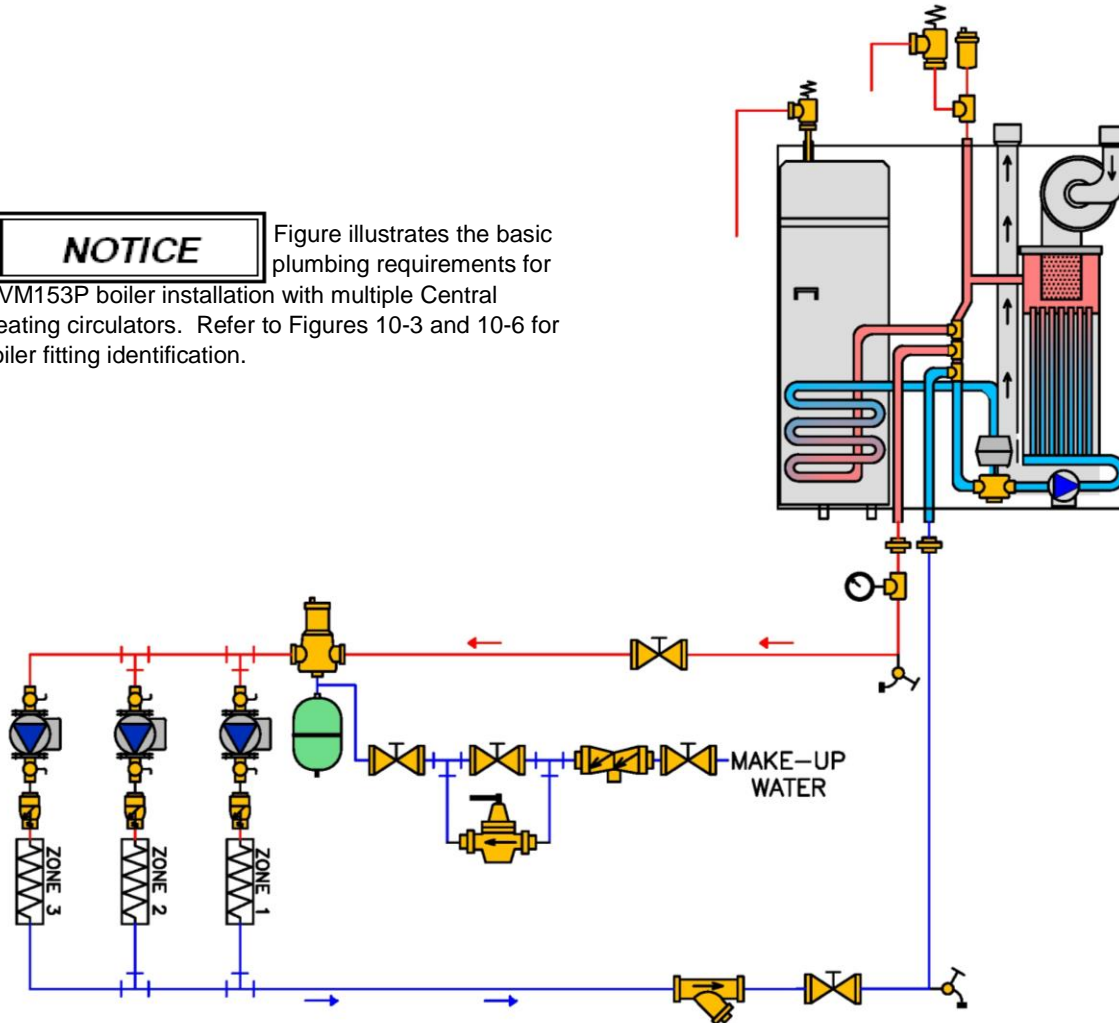 NOTICE
Figure illustrates the basic
plumbing requirements for
VM153P boiler installation with multiple Central
eating circulators.  Refer to Figures 10-3 and 10-6 for
oiler fitting identification.
MAKE-UP
WATER
ZONE 3
ZONE 2
ZONE 1